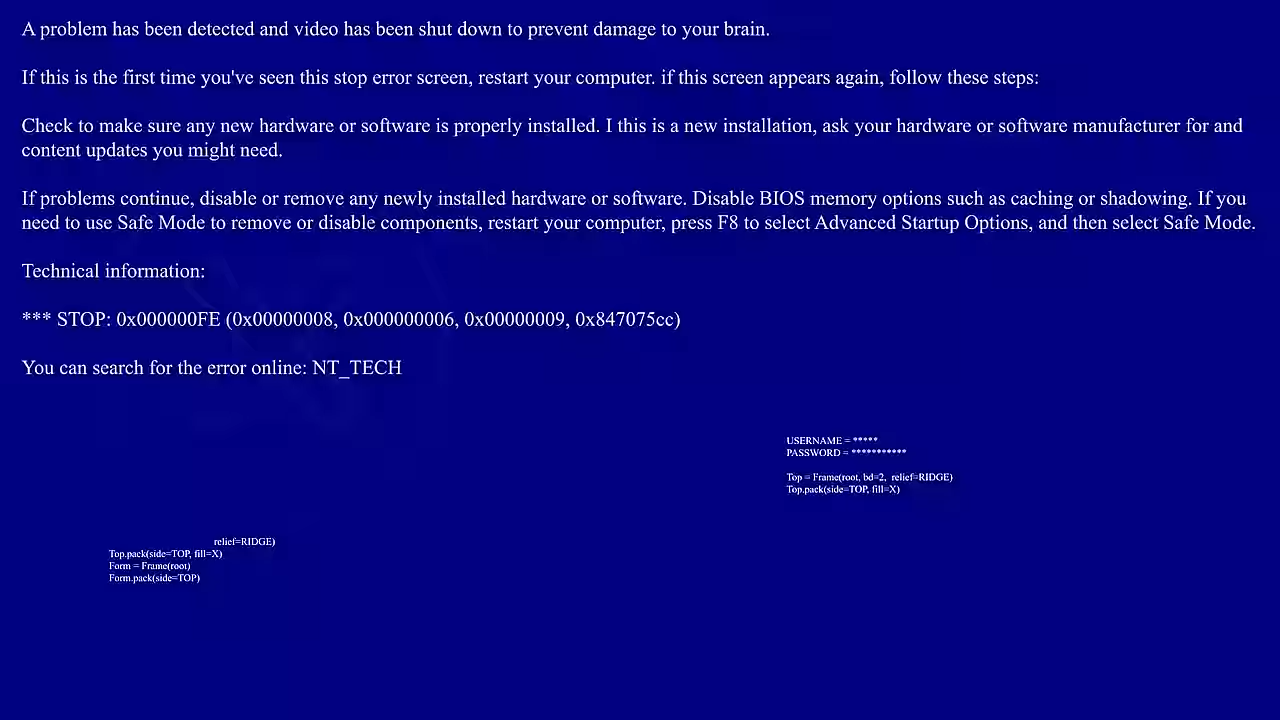 A problem has been detected and video has been shut down to prevent damage to your brain.
If this is the first time you've seen this stop error screen, restart your computer. if this screen appears again, follow these steps:
Check to make sure any new hardware or software is properly installed. I this is a new installation, ask your hardware or software manufacturer for and
content updates you might need.
If problems continue, disable or remove any newly installed hardware or software. Disable BIOS memory options such as caching or shadowing. If you
need to use Safe Mode to remove or disable components, restart your computer, press F8 to select Advanced Startup Options, and then select Safe Mode.
Technical information:
*** STOP: 0x000000FE (0x00000008, 0x000000006, 0x00000009, 0x847075cc)
You can search for the error online: NT_TECH
USERNAME = *****
PASSWORD = ***********
Top = Frame(root, bd=2, relief=RIDGE)
Top.pack(side=TOP, fill=X)
relief=RIDGE)
Top.pack(side=TOP, fill=X)
Form = Frame(root)
Form.pack(side=TOP)